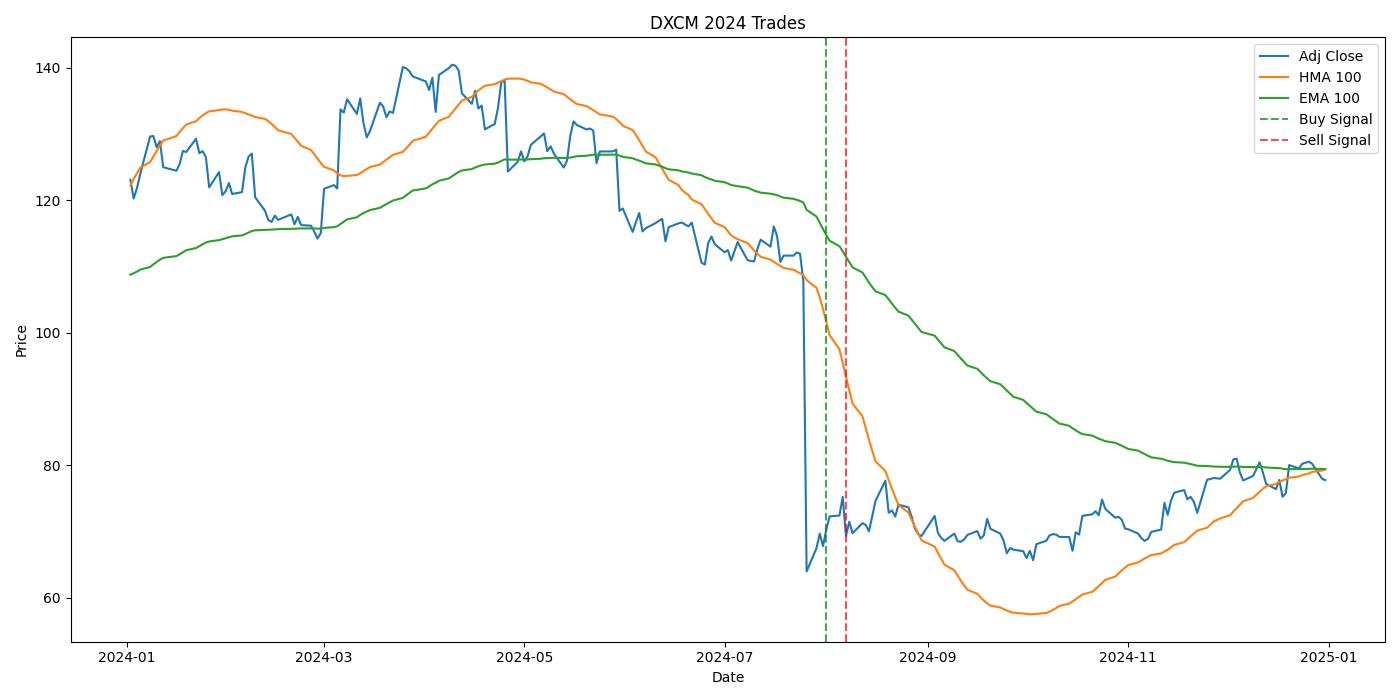 DXCM 2024 Trades
Adj Close
HMA 100
EMA 100
Buy Signal
Sell Signal
Price
140
120
100
80
60
2024-01
2024-03
2024-05
2024-07
2024-09
2024-11
2025-01
Date